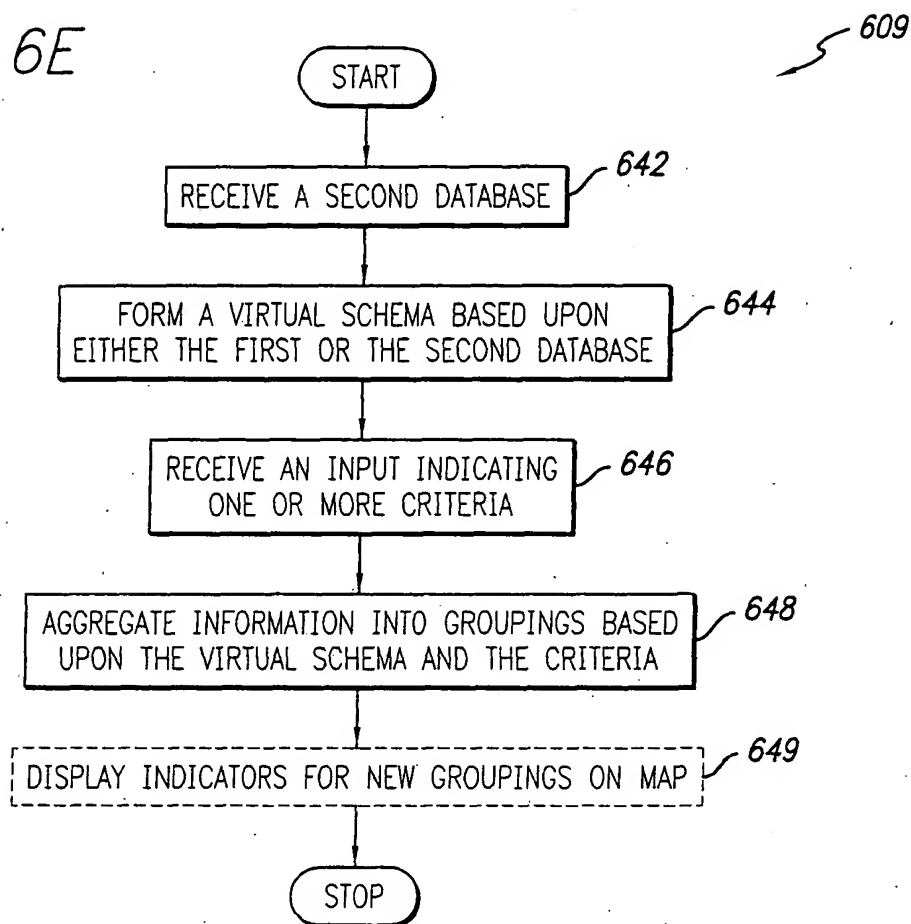 6E
609
START
642
RECEIVE A SECOND DATABASE
644
FORM A VIRTUAL SCHEMA BASED UPON
EITHER THE FIRST OR THE SECOND DATABASE
646
RECEIVE AN INPUT INDICATING
ONE OR MORE CRITERIA
648
AGGREGATE INFORMATION INTO GROUPINGS BASED
UPON THE VIRTUAL SCHEMA AND THE CRITERIA
649
DISPLAY INDICATORS FOR NEW GROUPINGS ON MAP
STOP